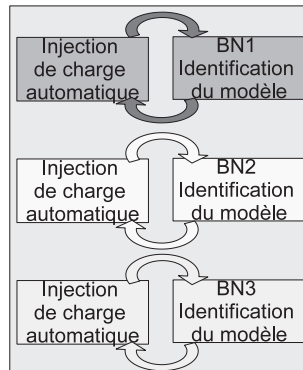 Injection
de charge
automatique
BN1
Identification
du modèle
Injection
de charge
automatique
BN2
Identification
du modèle
Injection
de charge
automatique
BN3
Identification
du modèle